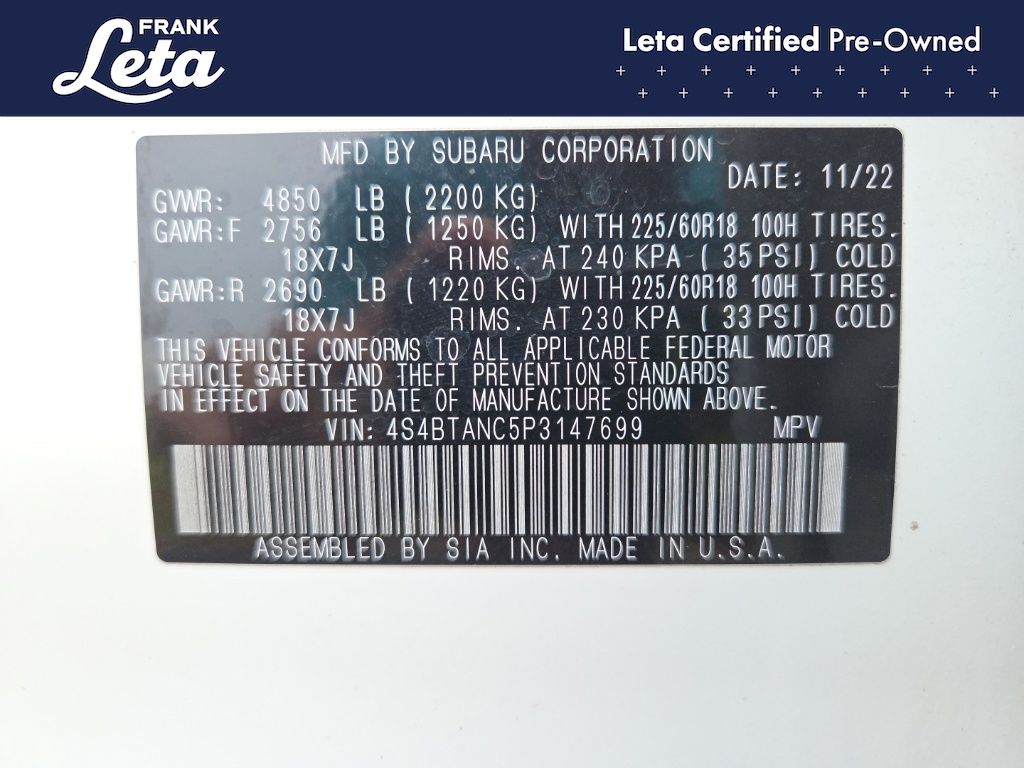 FRANK
Leta
Leta Certified Pre-Owned
MFD BY SUBARU CORPORATION
DATE: 11/22
GVWR: 4850 LB ( 2200 KG)
GAWR:F 2756 LB ( 1250 KG) WITH 225/60R18 100H TIRES.
18X7J RIMS. AT 240 KPA ( 35 PSI) COLD
GAWR:R 2690 LB ( 1220 KG) WITH 225/60R18 100H TIRES.
18X7J RIMS. AT 230 KPA ( 33 PSI) COLD
THIS VEHICLE CONFORMS TO ALL APPLICABLE FEDERAL MOTOR
VEHICLE SAFETY AND THEFT PREVENTION STANDARDS
IN EFFECT ON THE DATE OF MANUFACTURE SHOWN ABOVE.
VIN: 4S4BTANC5P3147699 MPV
ASSEMBLED BY SIA INC. MADE IN U.S.A.